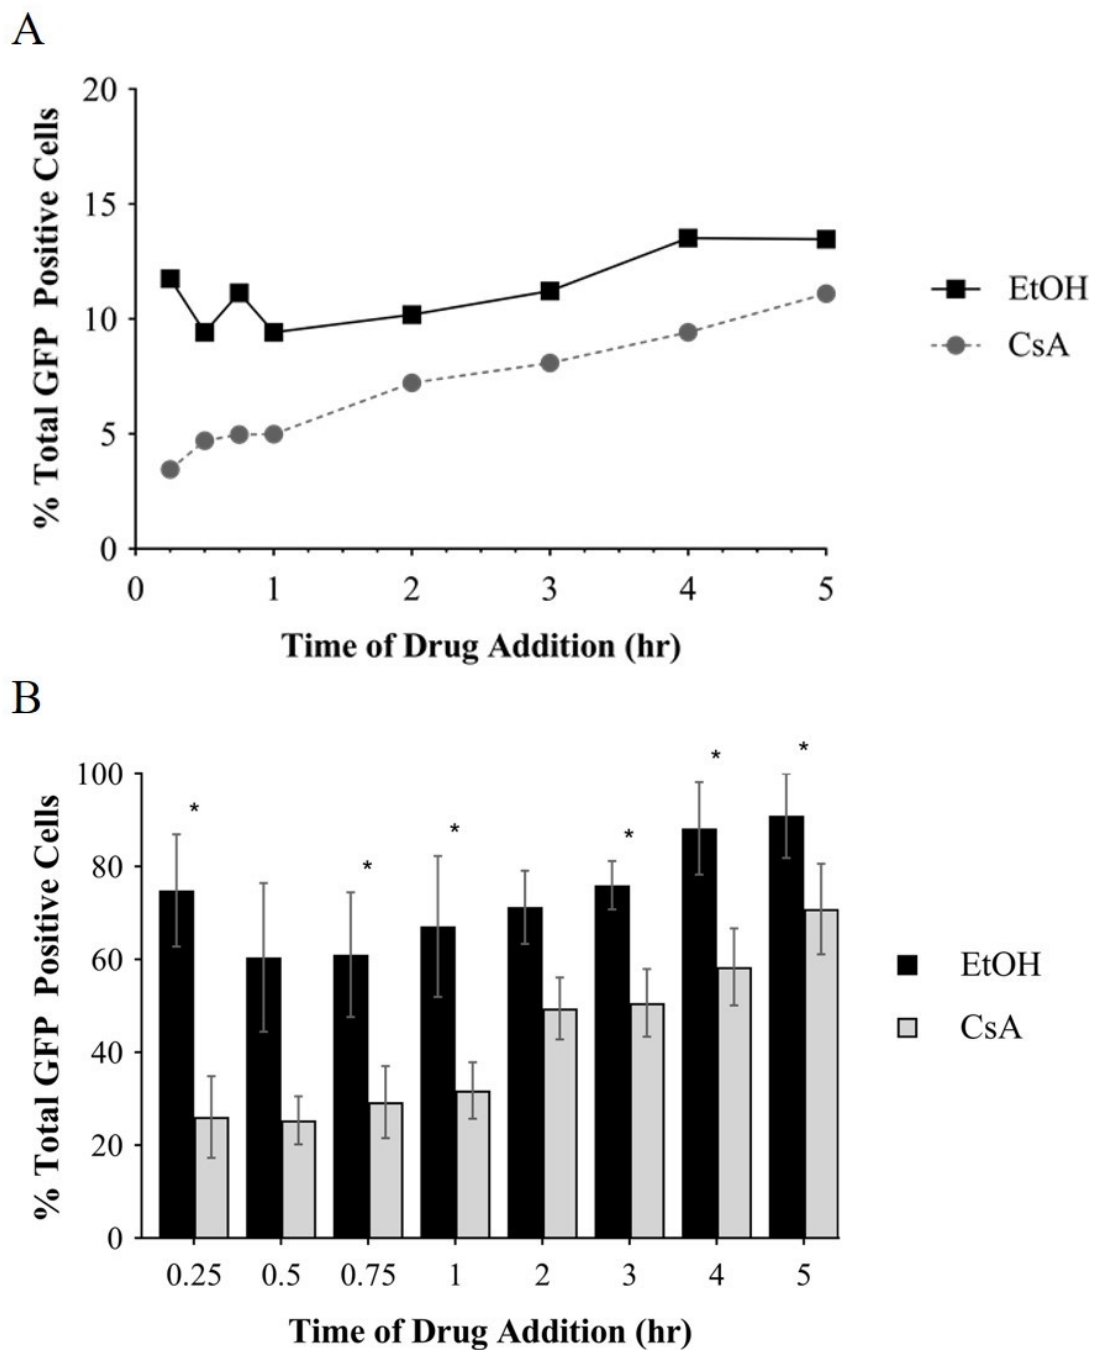 A
% Total GFP Positive Cells
20
15
10
5
0
0 1 2 3 4 5
Time of Drug Addition (hr)
EtOH
CsA
B
% Total GFP Positive Cells
100
80
60
40
20
0
* * * * * *
0.25 0.5 0.75 1 2 3 4 5
Time of Drug Addition (hr)
EtOH
CsA